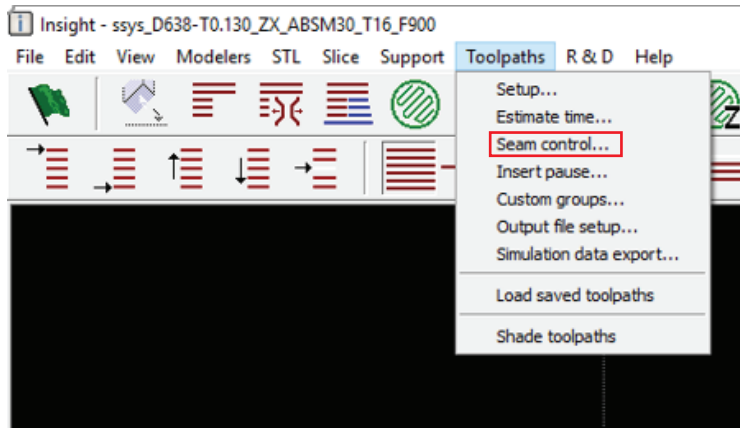 Insight - ssys_D638-T0.130_ZX_ABSM30_T16_F900
File Edit View Modelers STL Slice Support Toolpaths R & D Help
Setup...
Estimate time...
Seam control...
Insert pause...
Custom groups...
Output file setup...
Simulation data export...
Load saved toolpaths
Shade toolpaths
Z